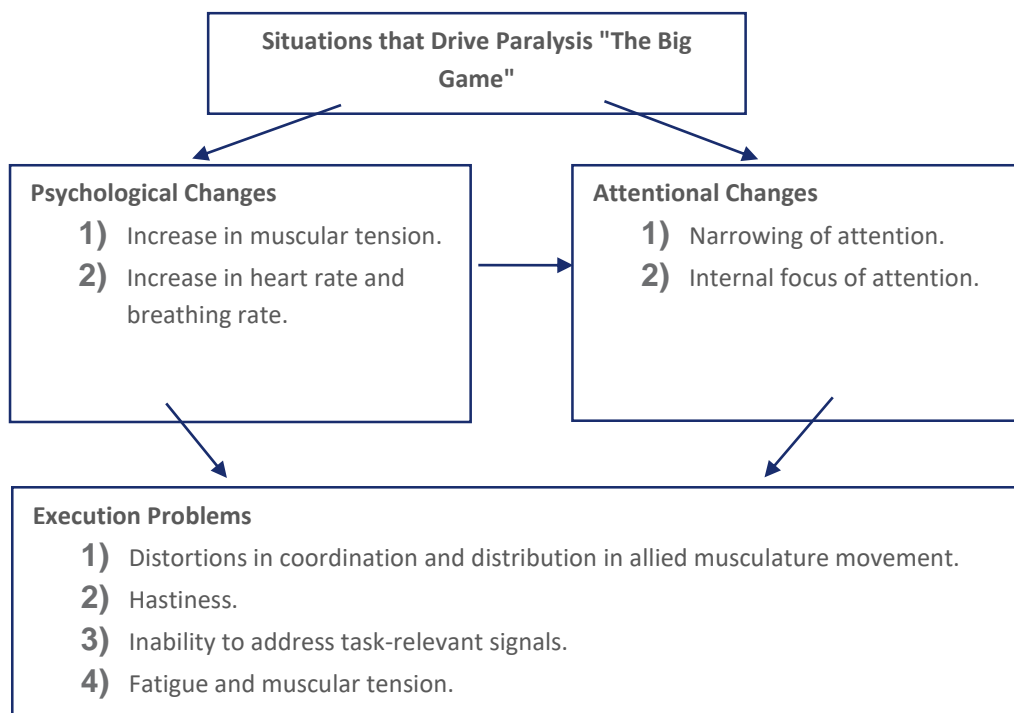 Situations that Drive Paralysis "The Big
Game"
Psychological Changes
1) Increase in muscular tension.
2) Increase in heart rate and
breathing rate.
Attentional Changes
1) Narrowing of attention.
2) Internal focus of attention.
Execution Problems
1) Distortions in coordination and distribution in allied musculature movement.
2) Hastiness.
3) Inability to address task-relevant signals.
4) Fatigue and muscular tension.